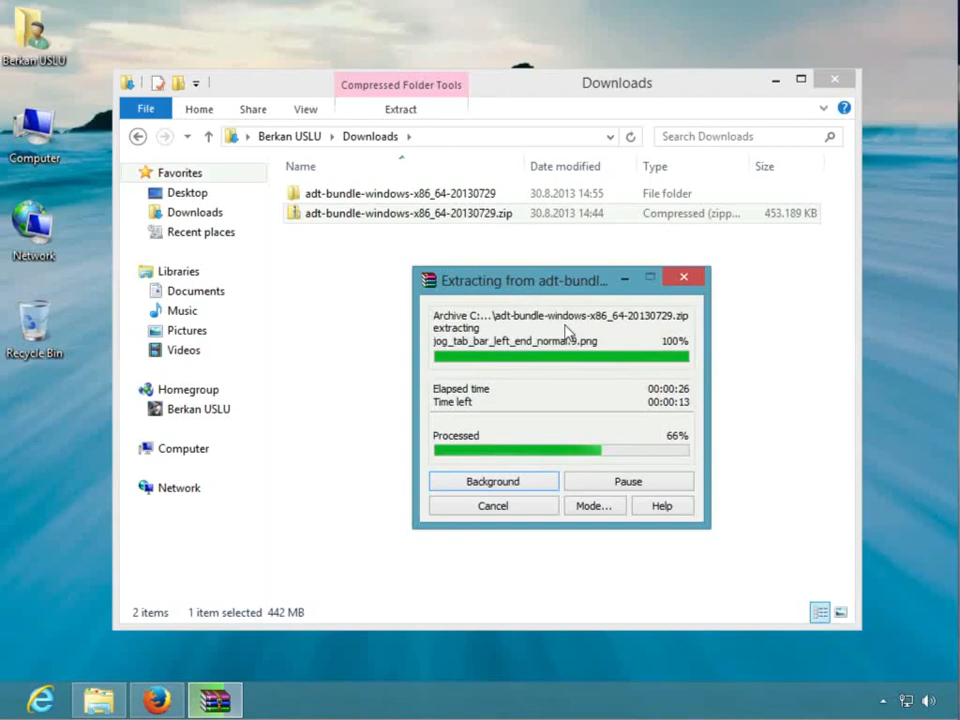 Berkan USLU
Computer
Network
Recycle Bin
Compressed Folder Tools
Downloads
File
Home
Share
View
Extract
Berkan USLU
Downloads
Search Downloads
Name
Date modified
Type
Size
adt-bundle-windows-x86_64-20130729
30.8.2013 14:55
File folder
adt-bundle-windows-x86_64-20130729.zip
30.8.2013 14:44
Compressed (zipp...
453.189 KB
Favorites
Desktop
Downloads
Recent places
Libraries
Documents
Music
Pictures
Videos
Homegroup
Berkan USLU
Computer
Network
Extracting from adt-bundl...
Archive C:...\adt-bundle-windows-x86_64-20130729.zip
extracting
jog_tab_bar_left_end_normal.9.png
100%
Elapsed time
00:00:26
Time left
00:00:13
Processed
66%
Background
Pause
Cancel
Mode...
Help
2 items
1 item selected 442 MB